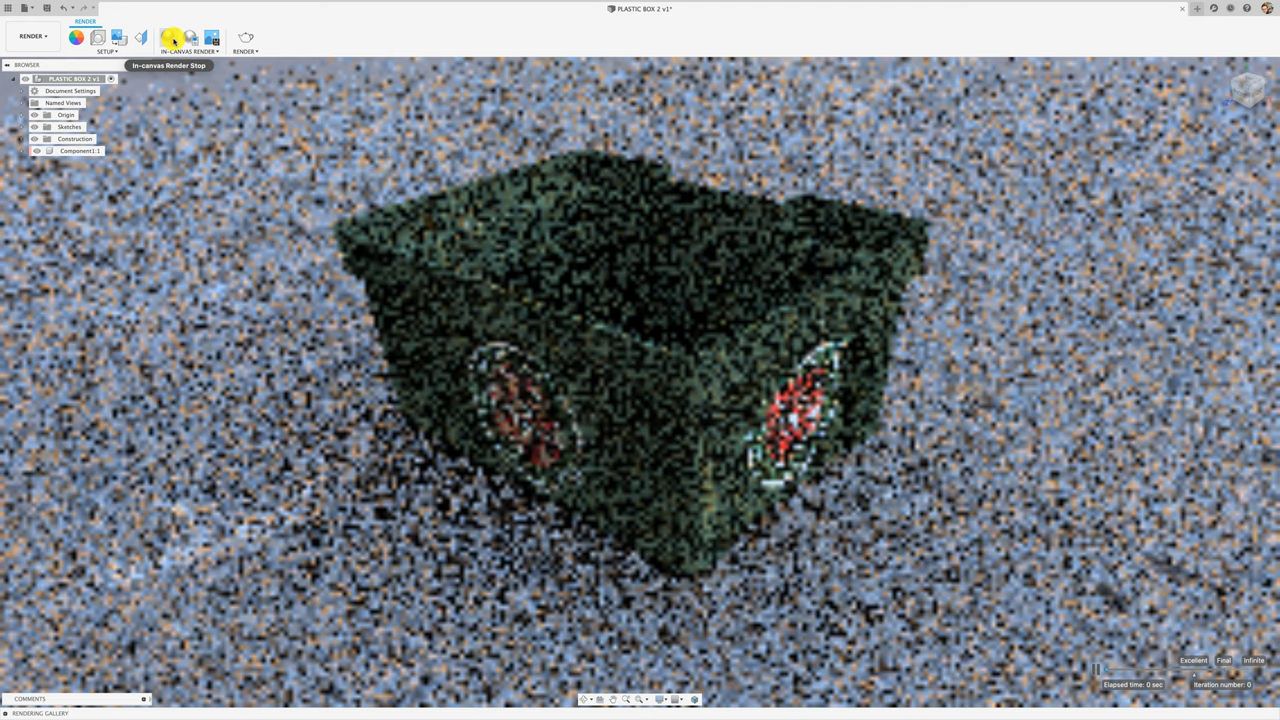 PLASTIC BOX 2 v1*
RENDER
RENDER▾
SETUP▾
IN-CANVAS RENDER▾
RENDER▾
In-canvas Render Stop
BROWSER
PLASTIC BOX 2 v1
Document Settings
Named Views
Origin
Sketches
Construction
Component1:1
Excellent
Final
Infinite
Elapsed time: 0 sec
Iteration number: 0
COMMENTS
RENDERING GALLERY